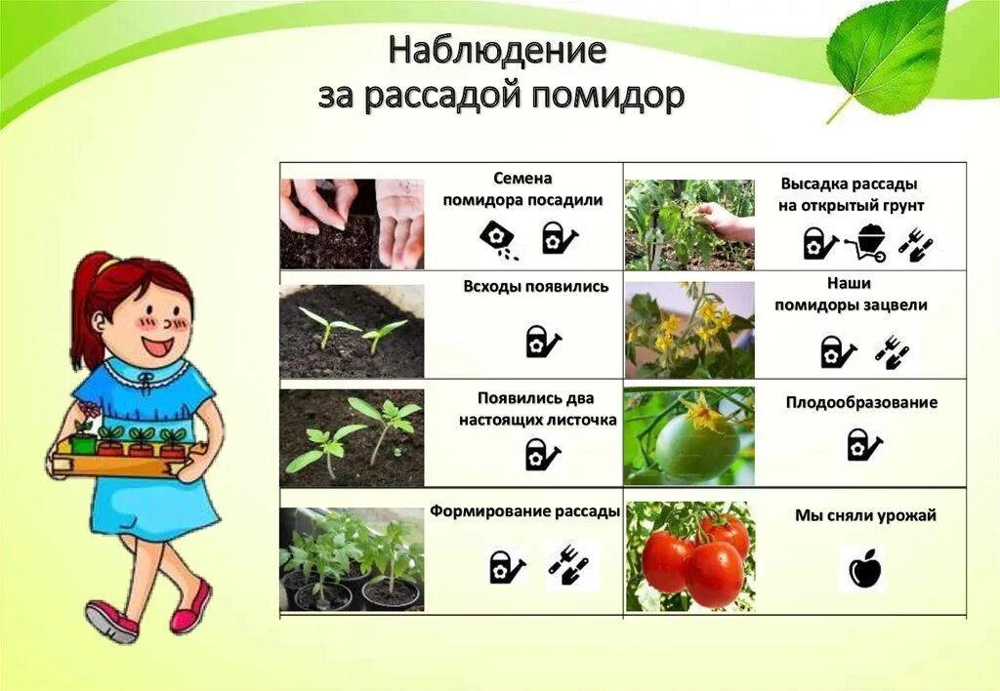 Наблюдение
за рассадой помидор
Семена
помидора посадили
Всходы появились
Появились два
настоящих листочка
Формирование рассады
Высадка рассады
на открытый грунт
Наши
помидоры зацвели
Плодообразование
Мы сняли урожай